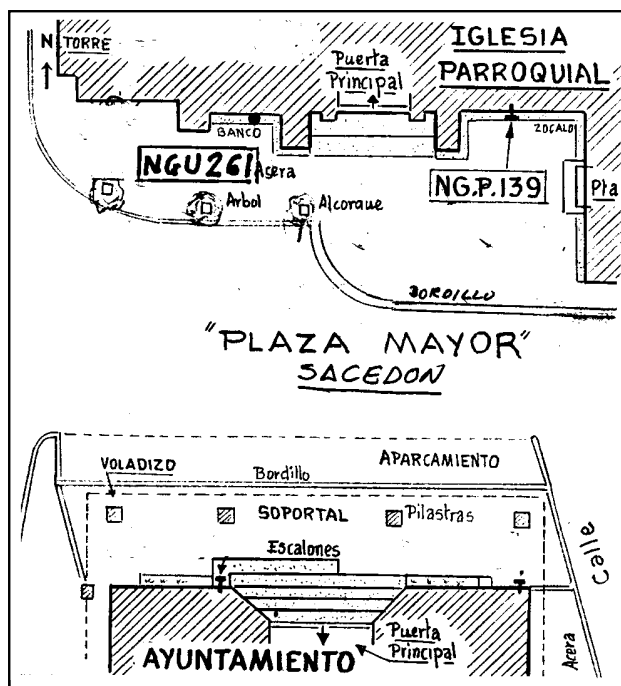 N
TORRE
Puerta
Principal
IGLESIA
PARROQUIAL
BANCO
ZOCALO
NGU261
Acera
NG.P.139
Pta
Arbol
Alcorque
BORDILLO
"PLAZA MAYOR"
SACEDON
VOLADIZO
Bordillo
APARCAMIENTO
SOPORTAL
Pilastras
Escalones
Calle
Puerta
Principal
AYUNTAMIENTO
Acera